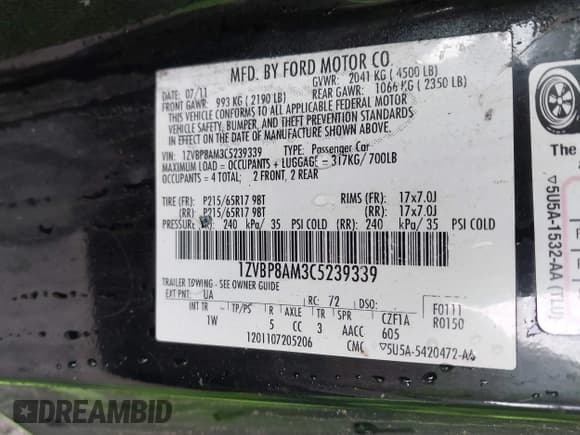 MFD. BY FORD MOTOR CO.
DATE: 07/11 GVWR: 2041 KG ( 4500 LB)
FRONT GAWR: 993 KG ( 2190 LB) REAR GAWR: 1066 KG ( 2350 LB)
THIS VEHICLE CONFORMS TO ALL APPLICABLE FEDERAL MOTOR
VEHICLE SAFETY, BUMPER, AND THEFT PREVENTION STANDARDS
IN EFFECT ON THE DATE OF MANUFACTURE SHOWN ABOVE.
VIN: 1ZVBP8AM3C5239339 TYPE: Passenger Car
MAXIMUM LOAD = OCCUPANTS + LUGGAGE = 317KG/700LB
OCCUPANTS = 4 TOTAL; 2 FRONT, 2 REAR
TIRE (FR): P215/65R17 98T RIMS (FR): 17x7.0J
(RR): P215/65R17 98T (RR): 17x7.0J
PRESSURE, FR: 240 kPa/ 35 PSI COLD (RR): 240 kPa/ 35 PSI COLD
1ZVBP8AM3C5239339
TRAILER TOWING - SEE OWNER GUIDE
EXT PNT: UA RC: 72 DSO:
INT TR TP/PS R AXLE TR SPR CZF1A F0111
1W 5 CC 3 AACC 605 R0150
1201107205206 CMC ▽5U5A-5420472-AA
The
▽5U5A-1532-AA (TLU)
DREAMBID